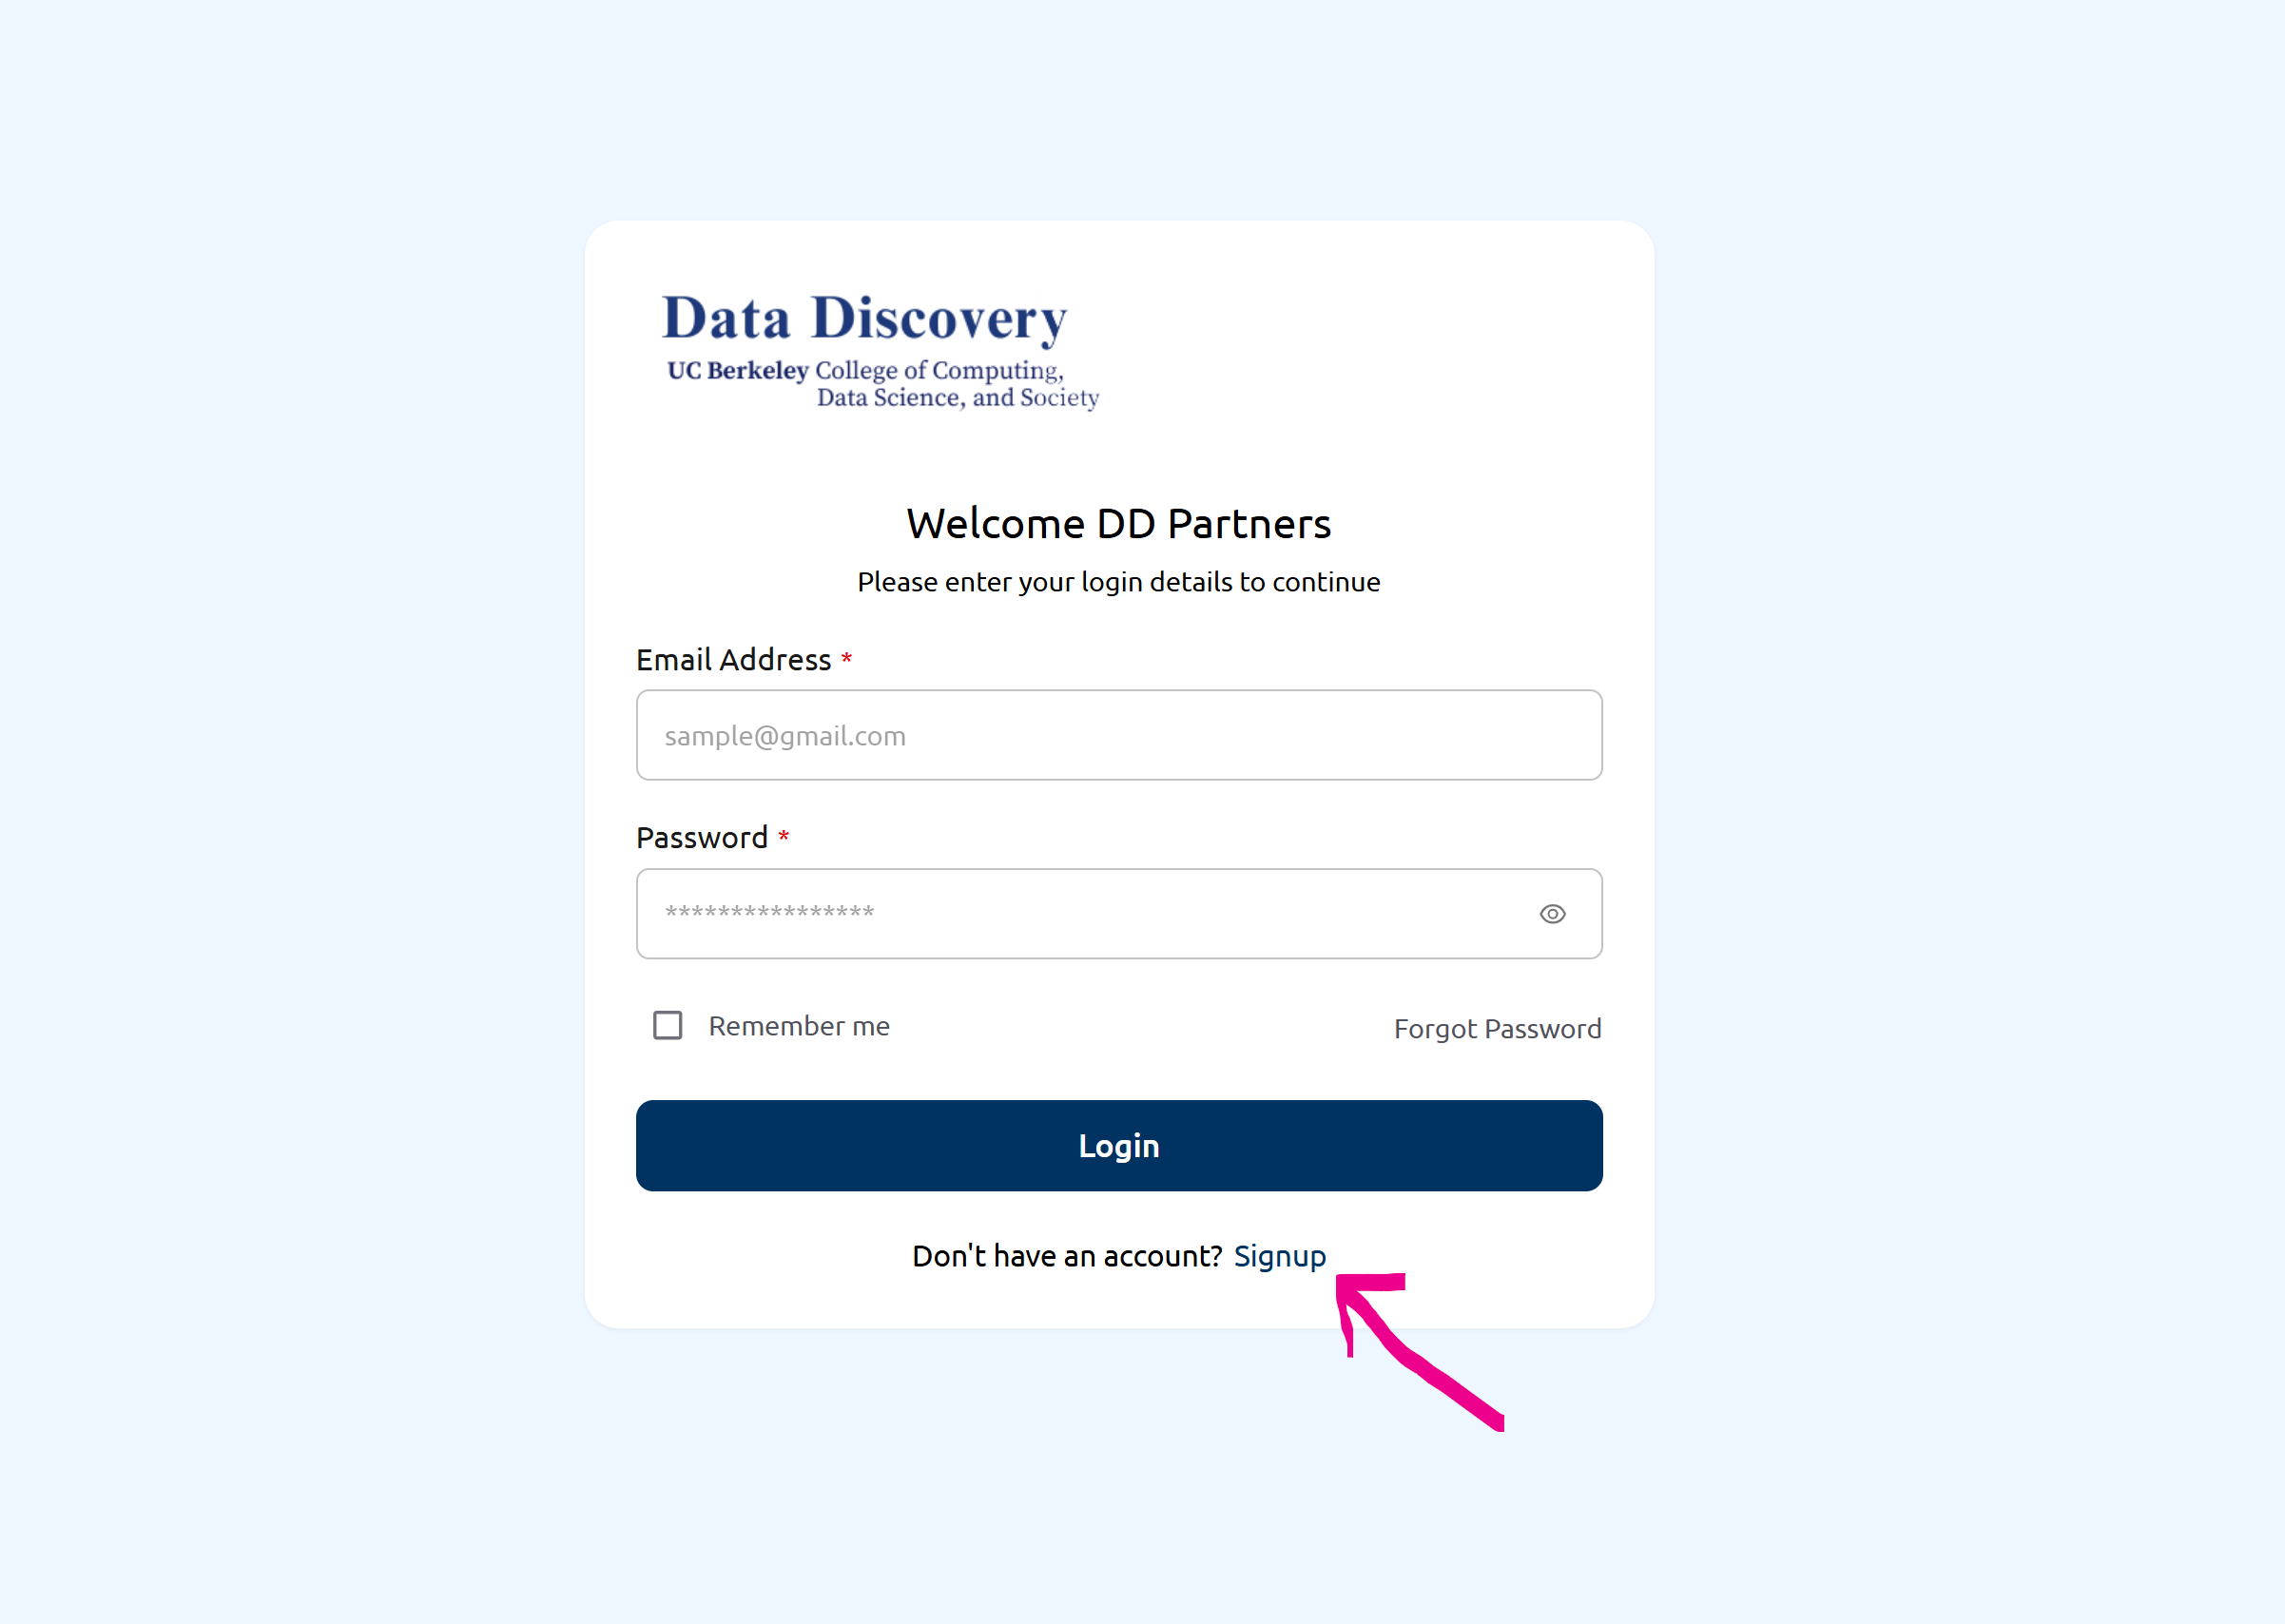 Data Discovery
UC Berkeley College of Computing,
Data Science, and Society
Welcome DD Partners
Please enter your login details to continue
Email Address *
sample@gmail.com
Password *
****************
Remember me
Forgot Password
Login
Don't have an account? Signup